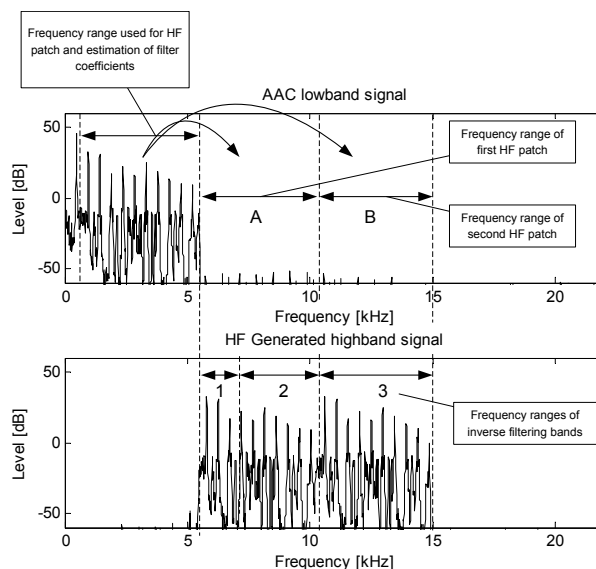 Frequency range used for HF
patch and estimation of filter
coefficients
AAC lowband signal
50
0
-50
Level [dB]
A
B
Frequency range of
first HF patch
Frequency range of
second HF patch
0
5
10
15
20
Frequency [kHz]
HF Generated highband signal
50
0
-50
Level [dB]
1
2
3
Frequency ranges of
inverse filtering bands
0
5
10
15
20
Frequency [kHz]